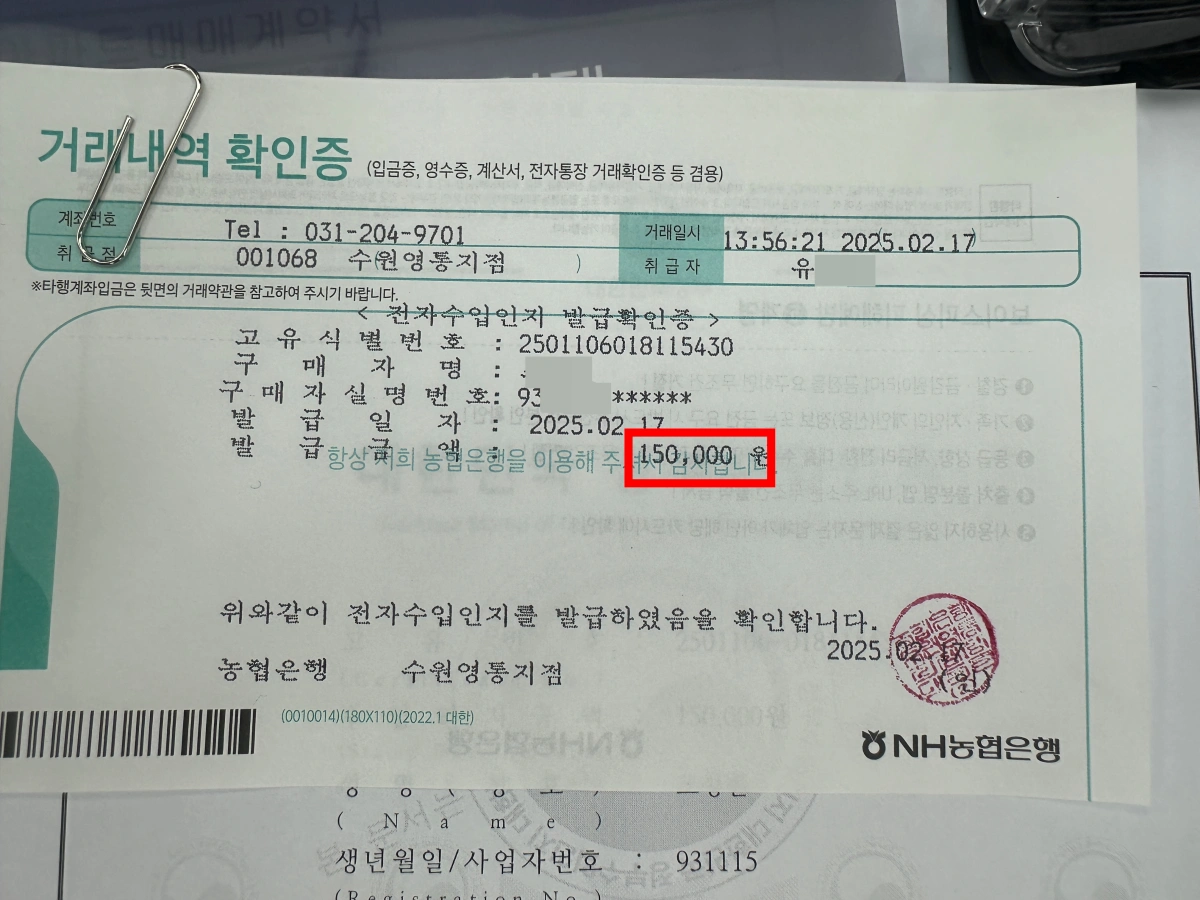 매매계약서
거래내역 확인증 (입금증, 영수증, 계산서, 전자통장 거래확인증 등 겸용)
계좌번호 Tel : 031-204-9701 거래일시 13:56:21 2025.02.17
취급점 001068 수원영통지점 취급자 유
※타행계좌입금은 뒷면의 거래약관을 참고하여 주시기 바랍니다.
< 전자수입인지 발급확인증 >
고유식별번호 : 2501106018115430
구매자명 :
구매자실명번호: 93 ******
발급일자 : 2025.02.17
발급금액 : 150,000 원
항상 저희 농협은행을 이용해 주셔서 감사합니다.
위와같이 전자수입인지를 발급하였음을 확인합니다.
2025.02.17
농협은행 수원영통지점 (인)
(0010014)(180X110)(2022.1 대한)
NH농협은행
(Name)
생년월일/사업자번호 : 931115
(Registration No.)